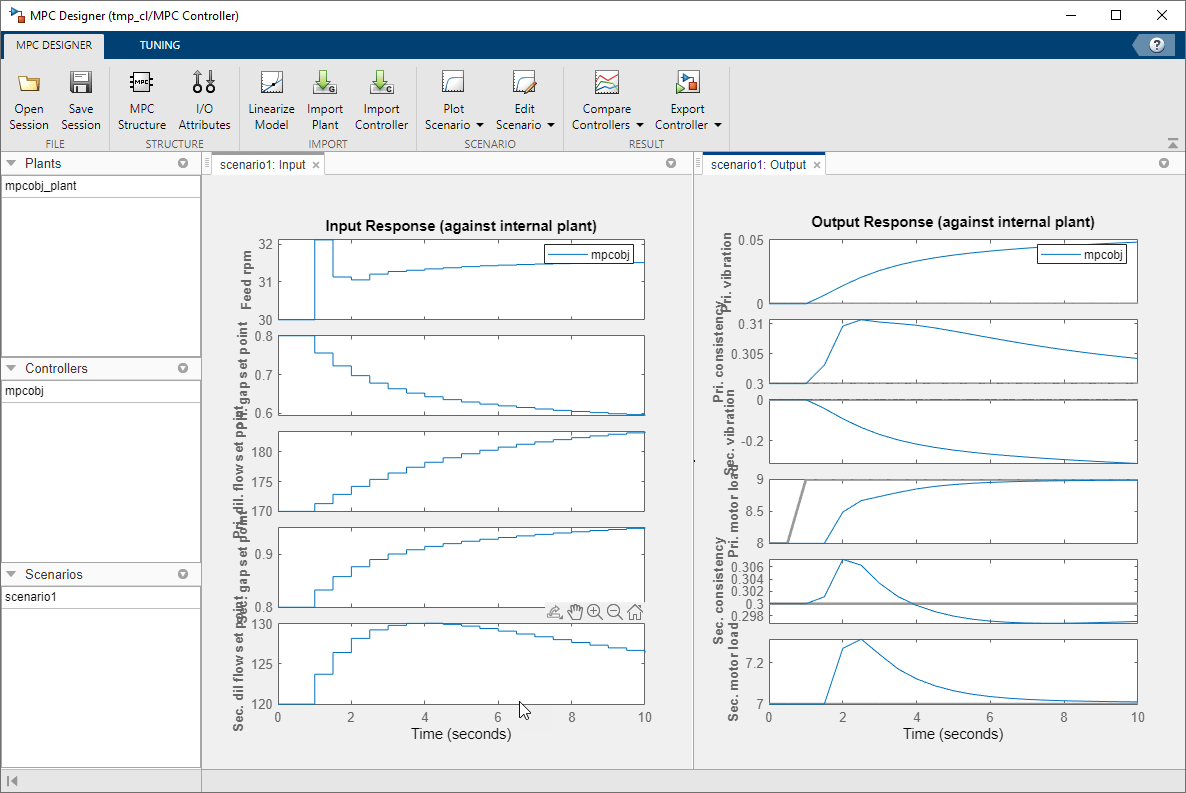 MPC Designer (tmp_cl/MPC Controller)
MPC DESIGNER TUNING
?
MPC
G
C
Open Session
Save Session
MPC Structure
I/O Attributes
Linearize Model
Import Plant
Import Controller
Plot Scenario
Edit Scenario
Compare Controllers
Export Controller
FILE STRUCTURE IMPORT SCENARIO RESULT
Plants
mpcobj_plant
Controllers
mpcobj
Scenarios
scenario1
scenario1: Input
Input Response (against internal plant)
mpcobj
Feed rpm
32
31
30
Pri. gap set point
0.8
0.7
0.6
Pri. dil. flow set point
180
175
170
Sec. gap set point
0.9
0.8
Sec. dil flow set point
130
125
120
0 2 4 6 8 10
Time (seconds)
scenario1: Output
Output Response (against internal plant)
mpcobj
Pri. vibration
0.05
0
Pri. consistency
0.31
0.305
0.3
Sec. vibration
0
-0.2
Pri. motor load
9
8.5
8
Sec. consistency
0.306
0.304
0.3
0.298
Sec. motor load
7.2
7
0 2 4 6 8 10
Time (seconds)